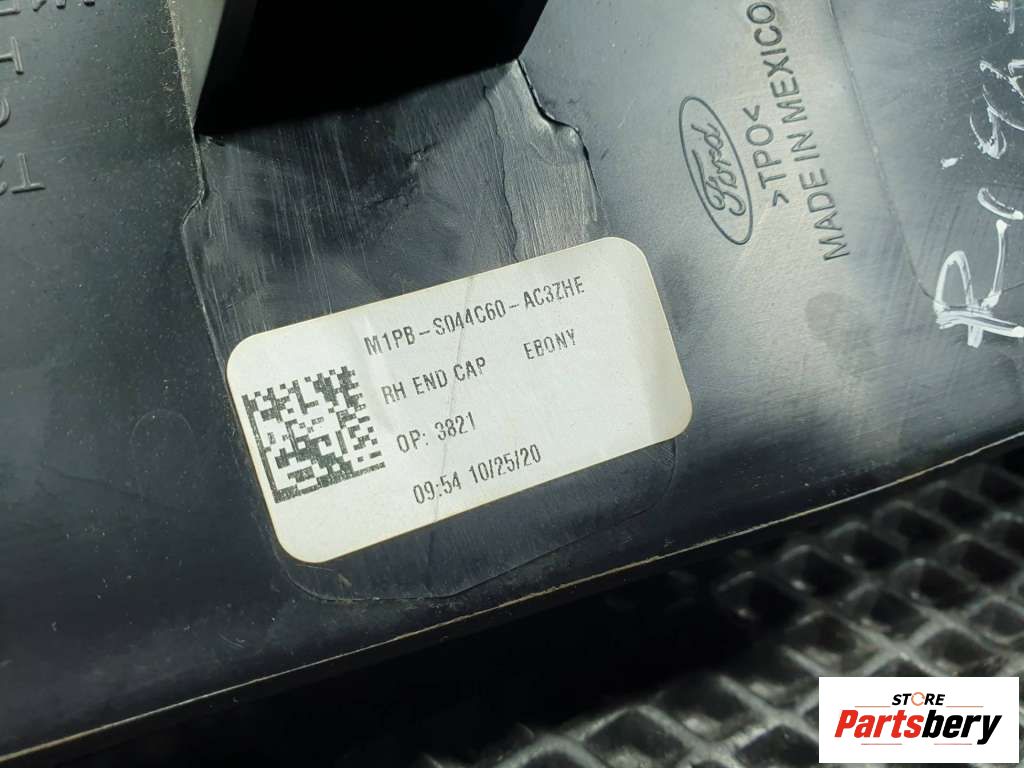 Ford
>TPO<
MADE IN MEXICO
M1PB-S044C60-AC3ZHE
RH END CAP EBONY
OP: 3821
09:54 10/25/20
STORE
Partsbery